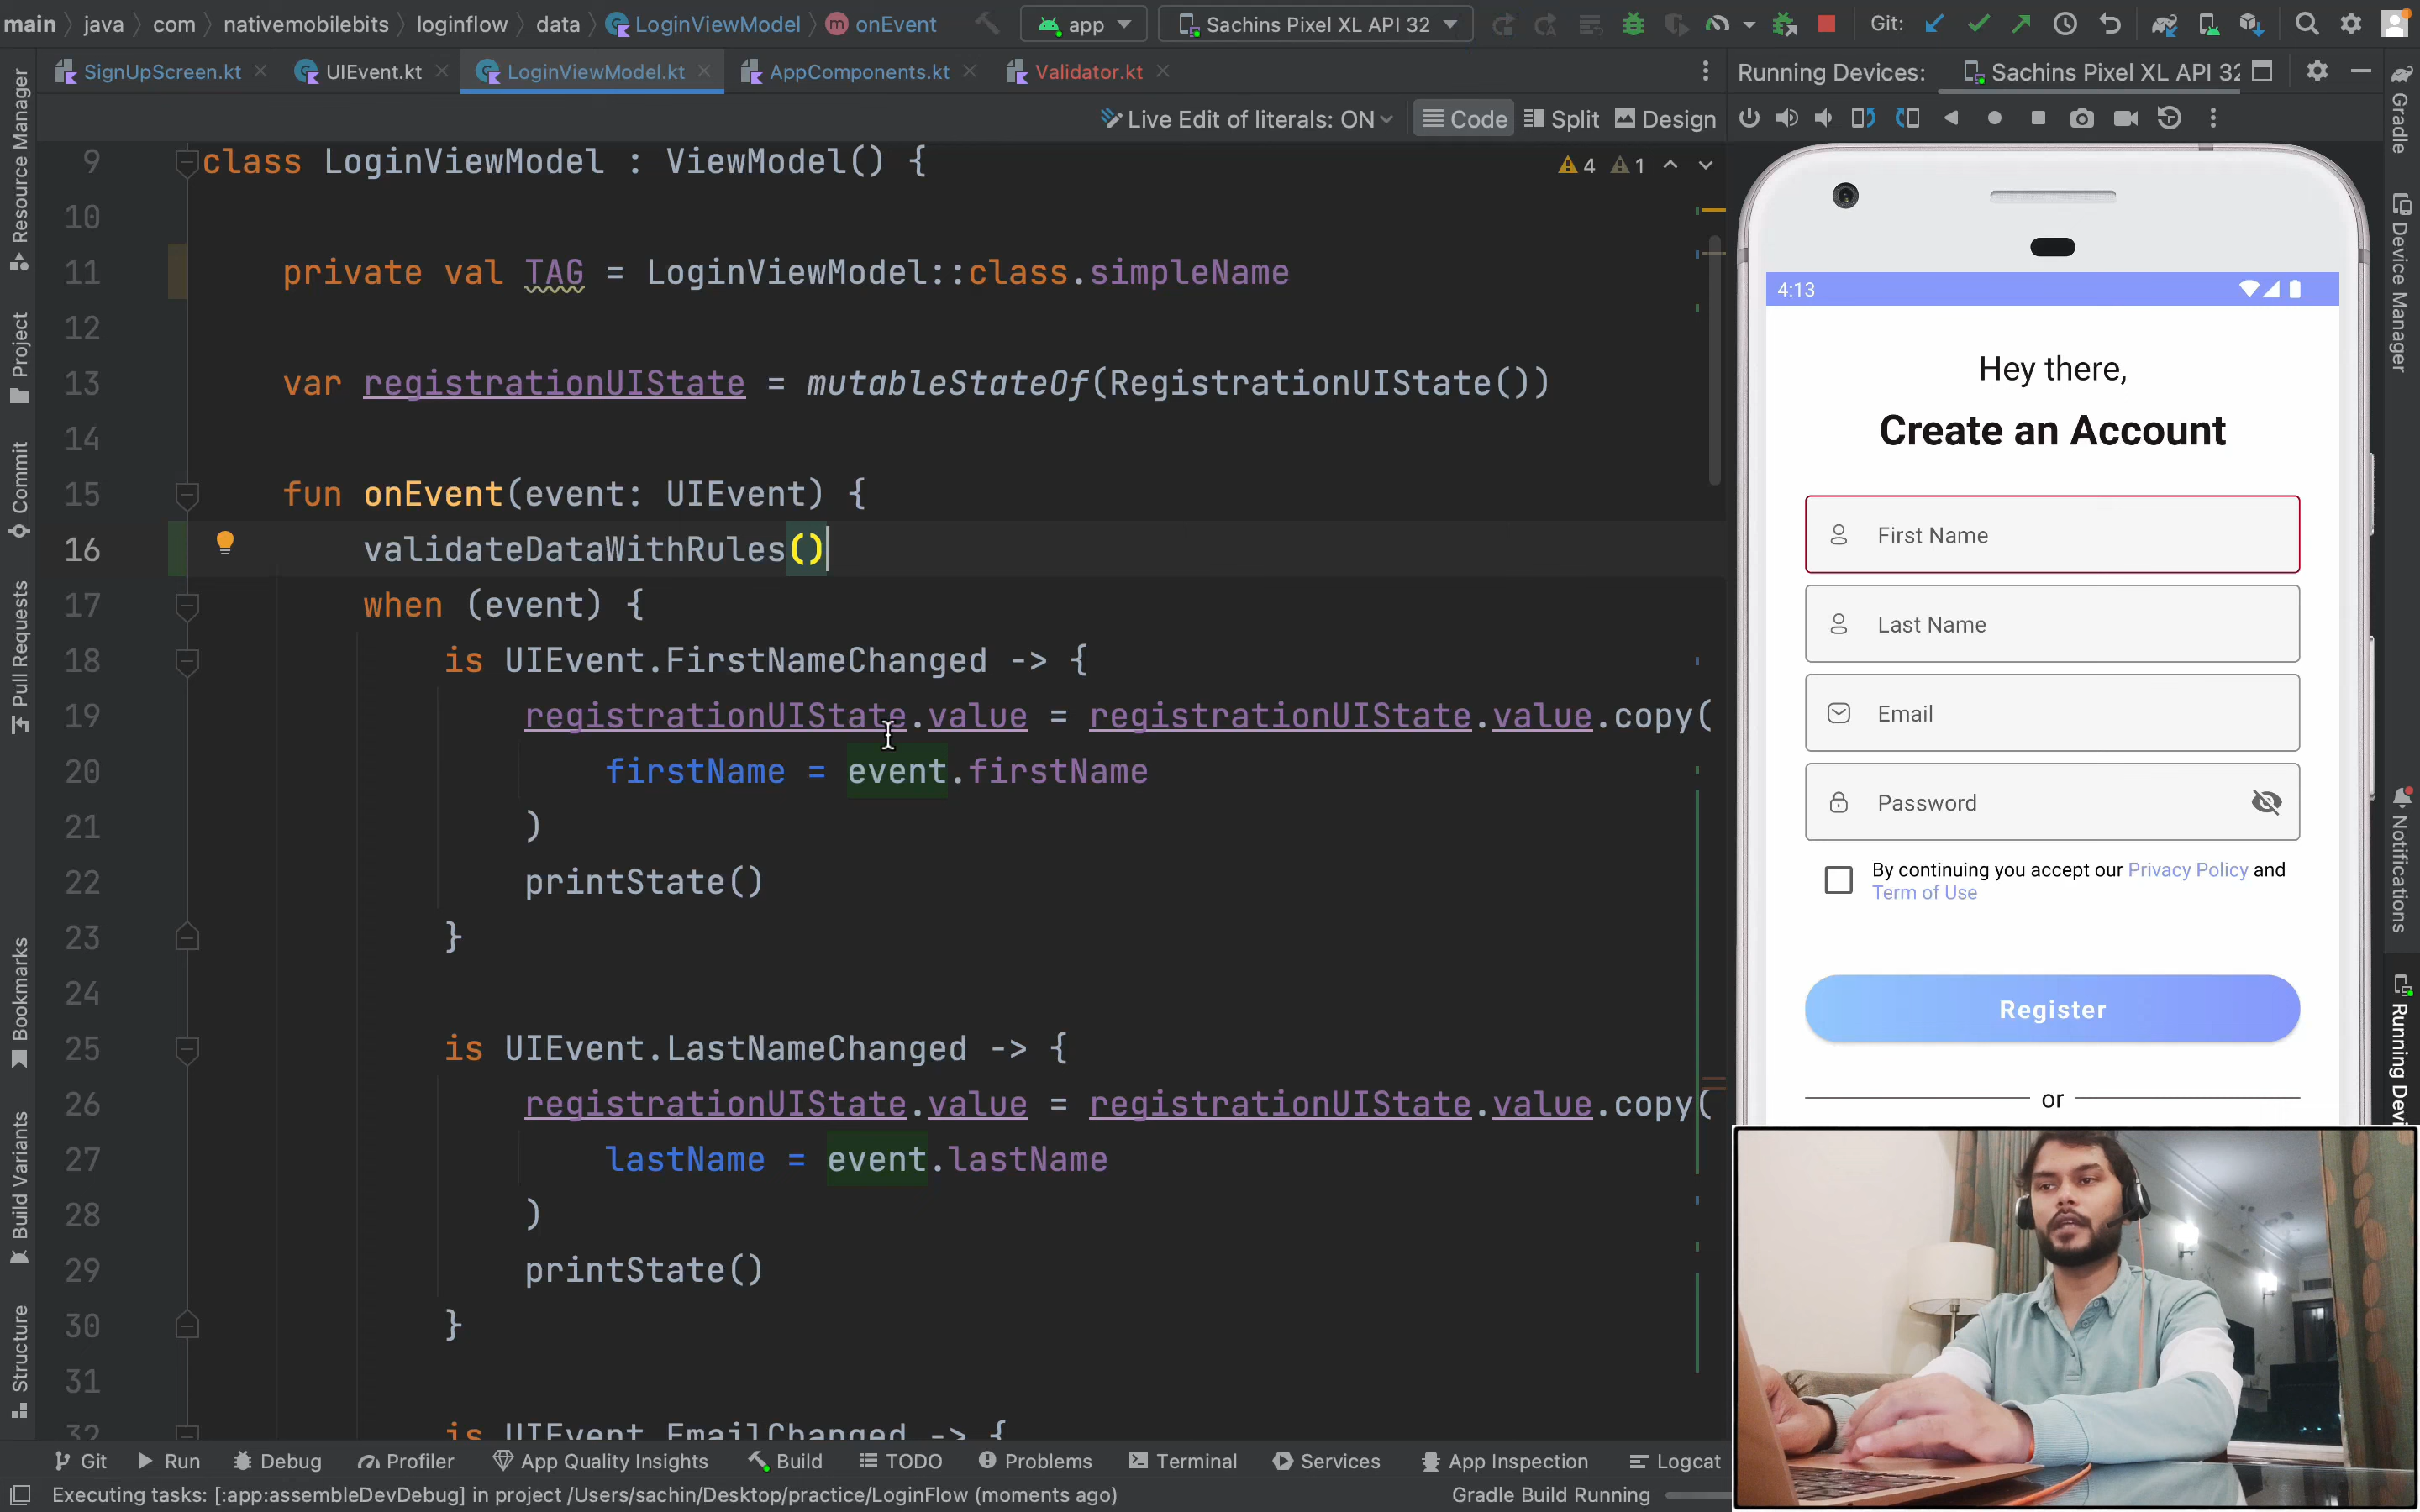 main java com nativemobilebits loginflow data LoginViewModel onEvent app Sachins Pixel XL API 32 Git:
SignUpScreen.kt UIEvent.kt LoginViewModel.kt AppComponents.kt Validator.kt
Running Devices: Sachins Pixel XL API 32
Live Edit of literals: ON Code Split Design
4 1
9 class LoginViewModel : ViewModel() {
10
11 private val TAG = LoginViewModel::class.simpleName
12
13 var registrationUIState = mutableStateOf(RegistrationUIState())
14
15 fun onEvent(event: UIEvent) {
16 validateDataWithRules()
17 when (event) {
18 is UIEvent.FirstNameChanged -> {
19 registrationUIState.value = registrationUIState.value.copy(
20 firstName = event.firstName
21 )
22 printState()
23 }
24
25 is UIEvent.LastNameChanged -> {
26 registrationUIState.value = registrationUIState.value.copy(
27 lastName = event.lastName
28 )
29 printState()
30 }
31
32 is UIEvent.EmailChanged -> {
Resource Manager
Project
Commit
Pull Requests
Bookmarks
Build Variants
Structure
4:13
Hey there,
Create an Account
First Name
Last Name
Email
Password
By continuing you accept our Privacy Policy and
Term of Use
Register
or
Gradle
Device Manager
Notifications
Running Devi
Git Run Debug Profiler App Quality Insights Build TODO Problems Terminal Services App Inspection Logcat
Executing tasks: [:app:assembleDevDebug] in project /Users/sachin/Desktop/practice/LoginFlow (moments ago)
Gradle Build Running